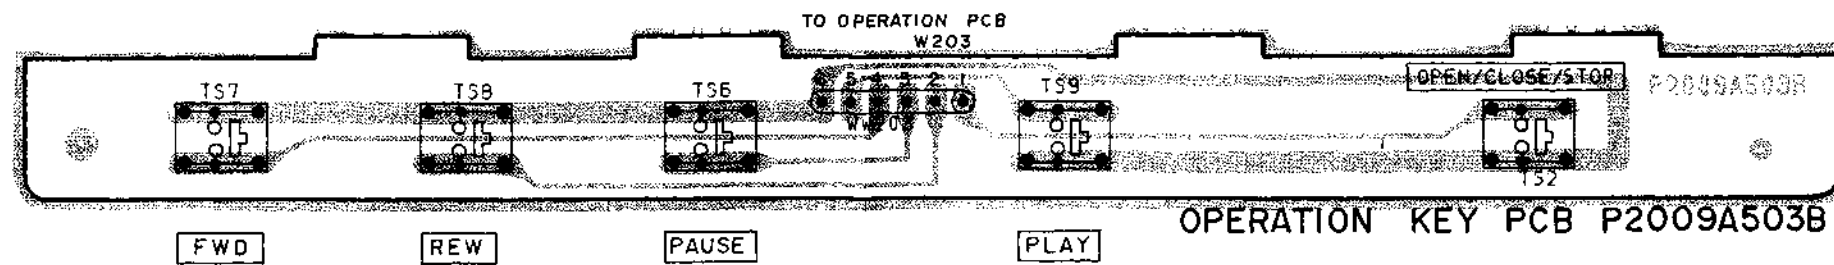 TO OPERATION PCB
W203
6 5 4 3 2 1
TS7
TS8
TS6
TS9
OPEN/CLOSE/STOP
P2009A503B
TS2
OPERATION KEY PCB P2009A503B
FWD
REW
PAUSE
PLAY